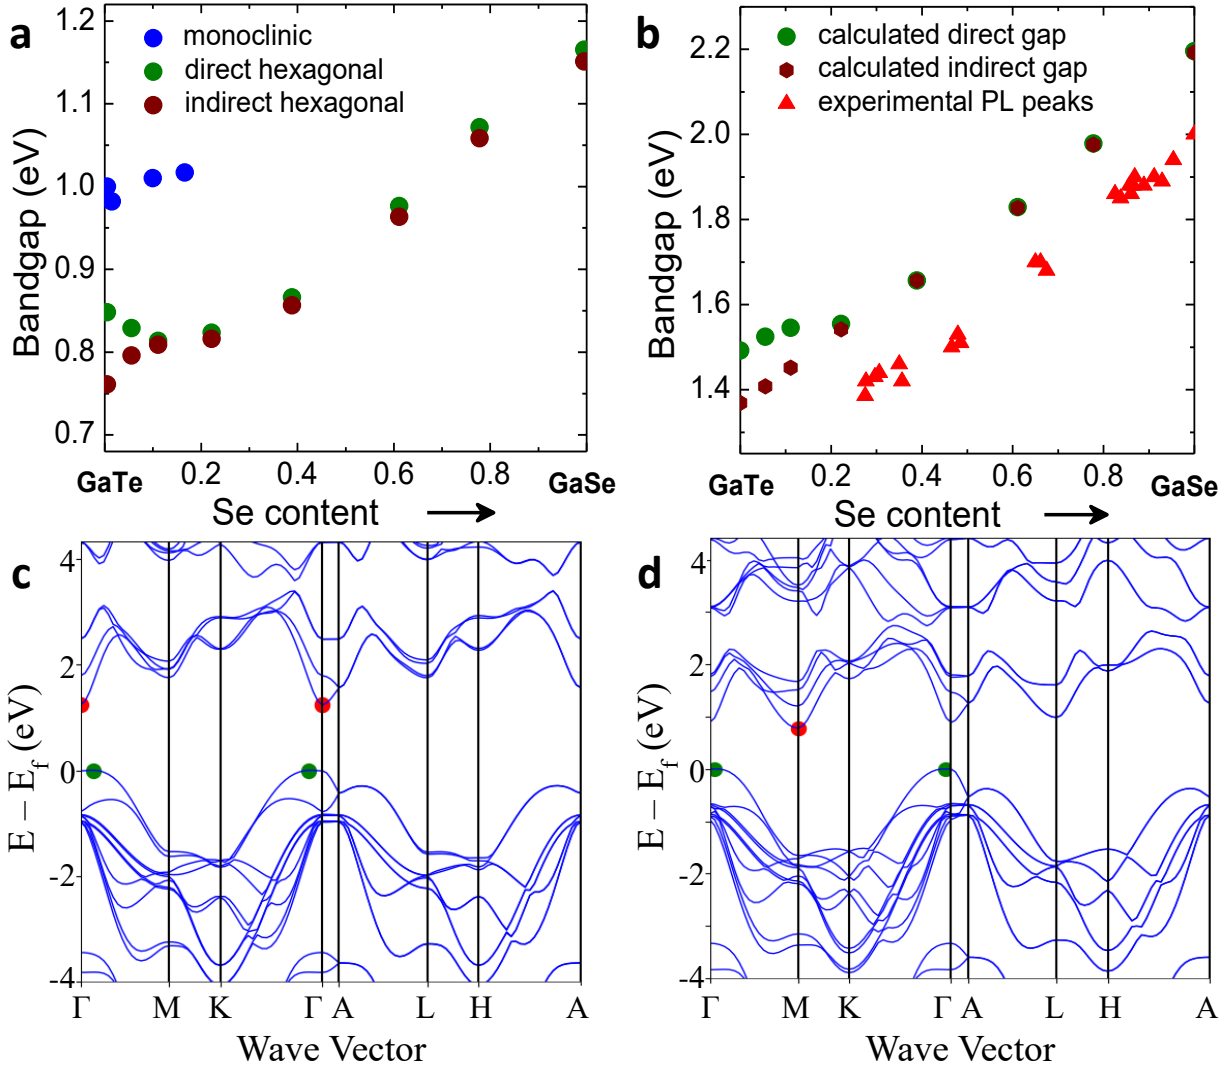 a
monoclinic
direct hexagonal
indirect hexagonal
1.2
1.1
1.0
0.9
0.8
0.7
Bandgap (eV)
0.2 0.4 0.6 0.8
GaTe GaSe
Se content
b
calculated direct gap
calculated indirect gap
experimental PL peaks
2.2
2.0
1.8
1.6
1.4
Bandgap (eV)
0.2 0.4 0.6 0.8
GaTe GaSe
Se content
c
4
2
0
-2
-4
E − E_f (eV)
Γ M K Γ A L H A
Wave Vector
d
4
2
0
-2
-4
E − E_f (eV)
Γ M K Γ A L H A
Wave Vector